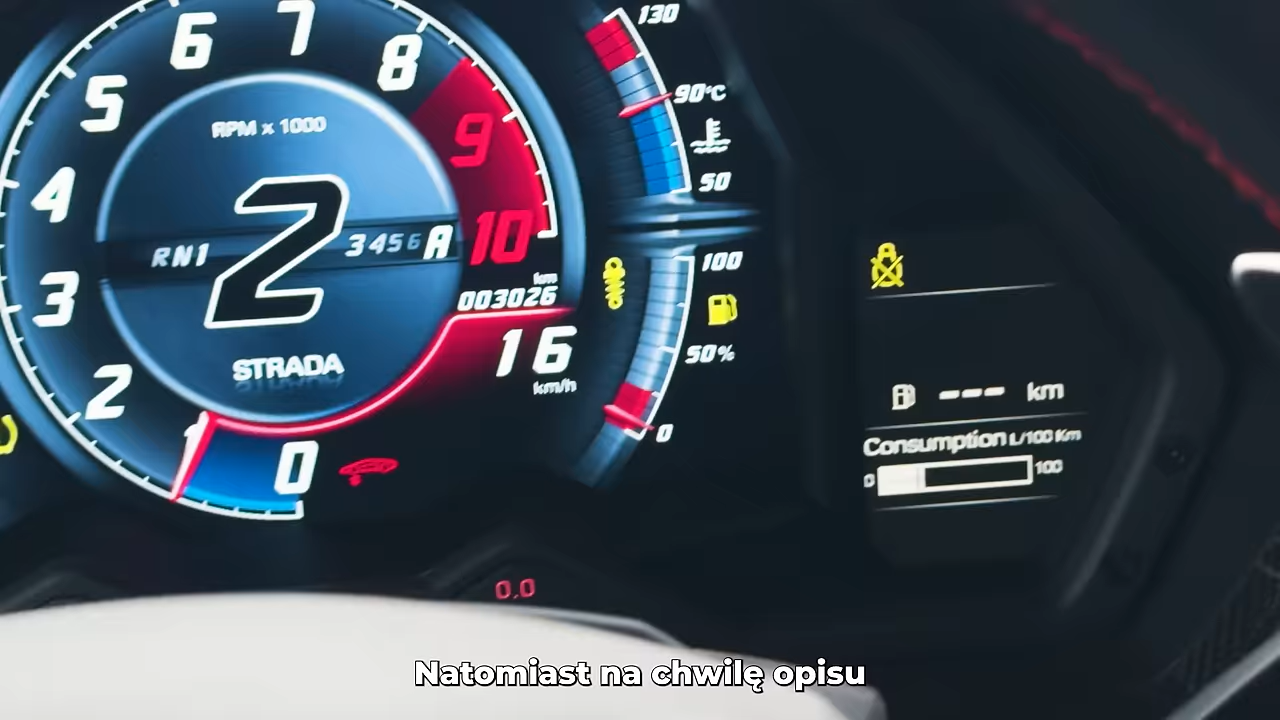 130
6 7 8
5
90°C
RPM x 1000
9
4
50
2
RN1
3456 A
10
100
km
003026
3
16
km/h
50%
STRADA
2
1
0
0
--- km
Consumption L/100 Km
0
100
0.0
Natomiast na chwilę opisu